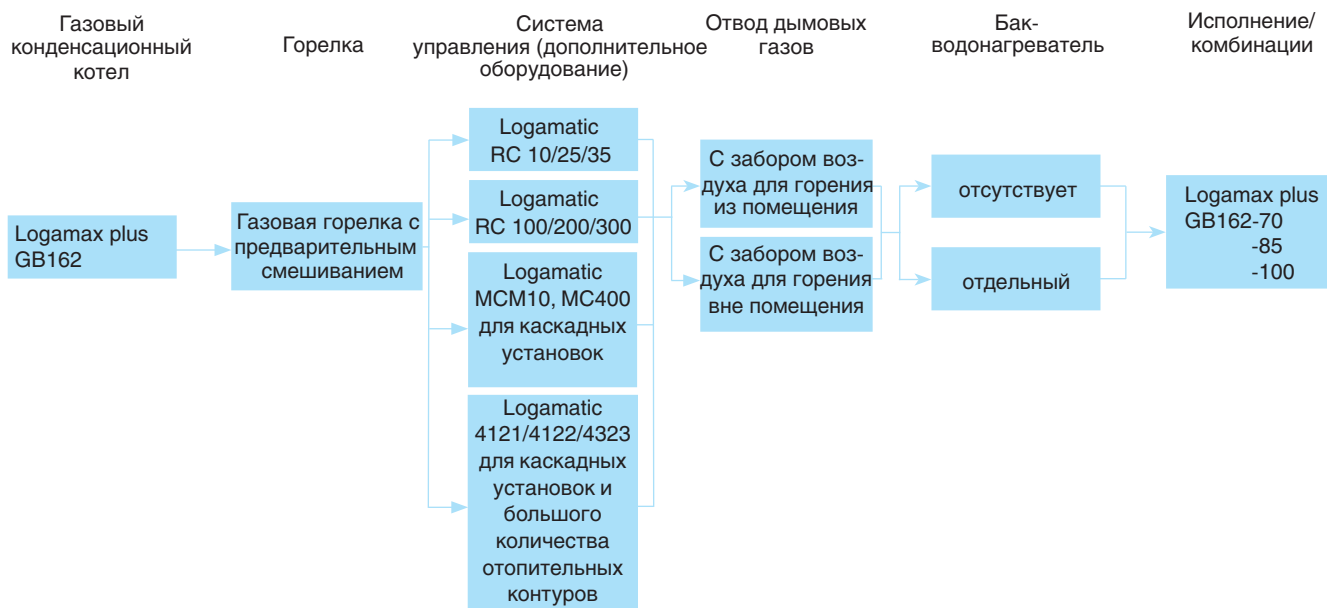 Газовый
конденсационный
котел
Горелка
Система
управления (дополнительное
оборудование)
Отвод дымовых
газов
Бак-
водонагреватель
Исполнение/
комбинации
Logamax plus
GB162
Газовая горелка с
предварительным
смешиванием
Logamatic
RC 10/25/35
Logamatic
RC 100/200/300
Logamatic
MCM10, MC400
для каскадных
установок
Logamatic
4121/4122/4323
для каскадных
установок и
большого
количества
отопительных
контуров
С забором воз-
духа для горения
из помещения
С забором воз-
духа для горения
вне помещения
отсутствует
отдельный
Logamax plus
GB162-70
-85
-100